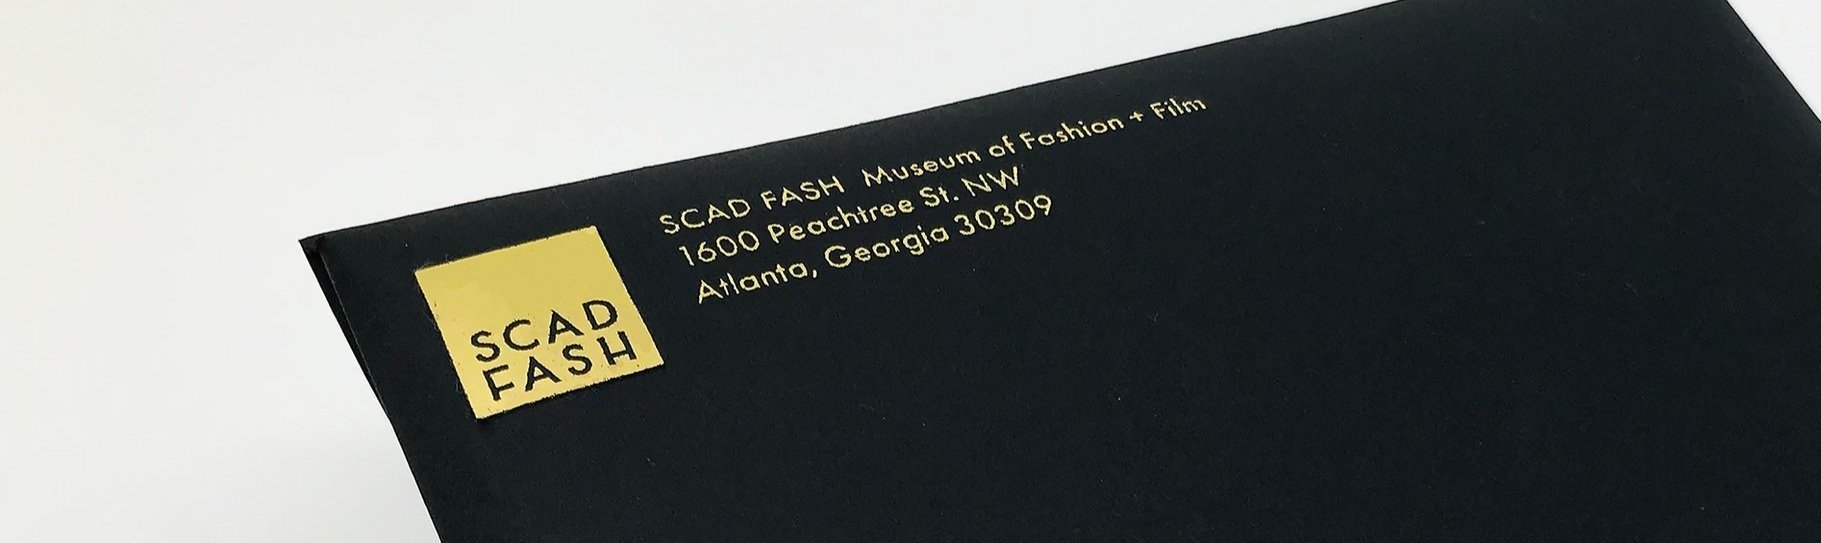 SCAD FASH Museum of Fashion + Film
1600 Peachtree St. NW
Atlanta, Georgia 30309
SCAD
FASH